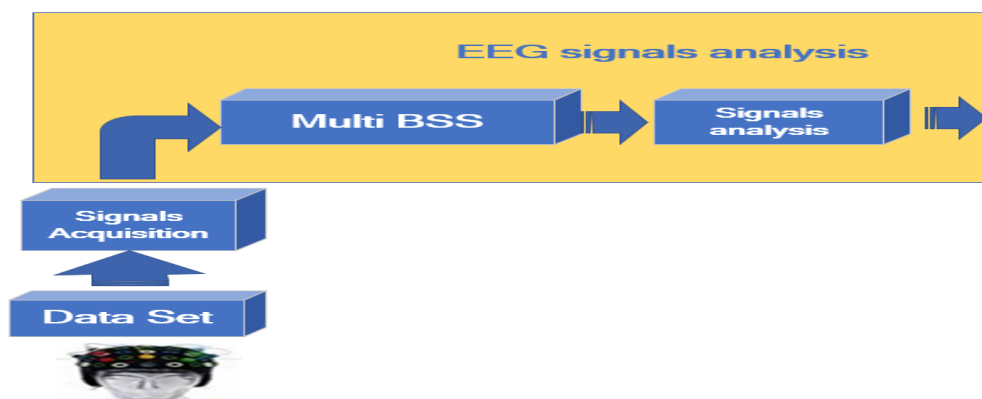 EEG signals analysis
Multi BSS
Signals
analysis
Signals
Acquisition
Data Set